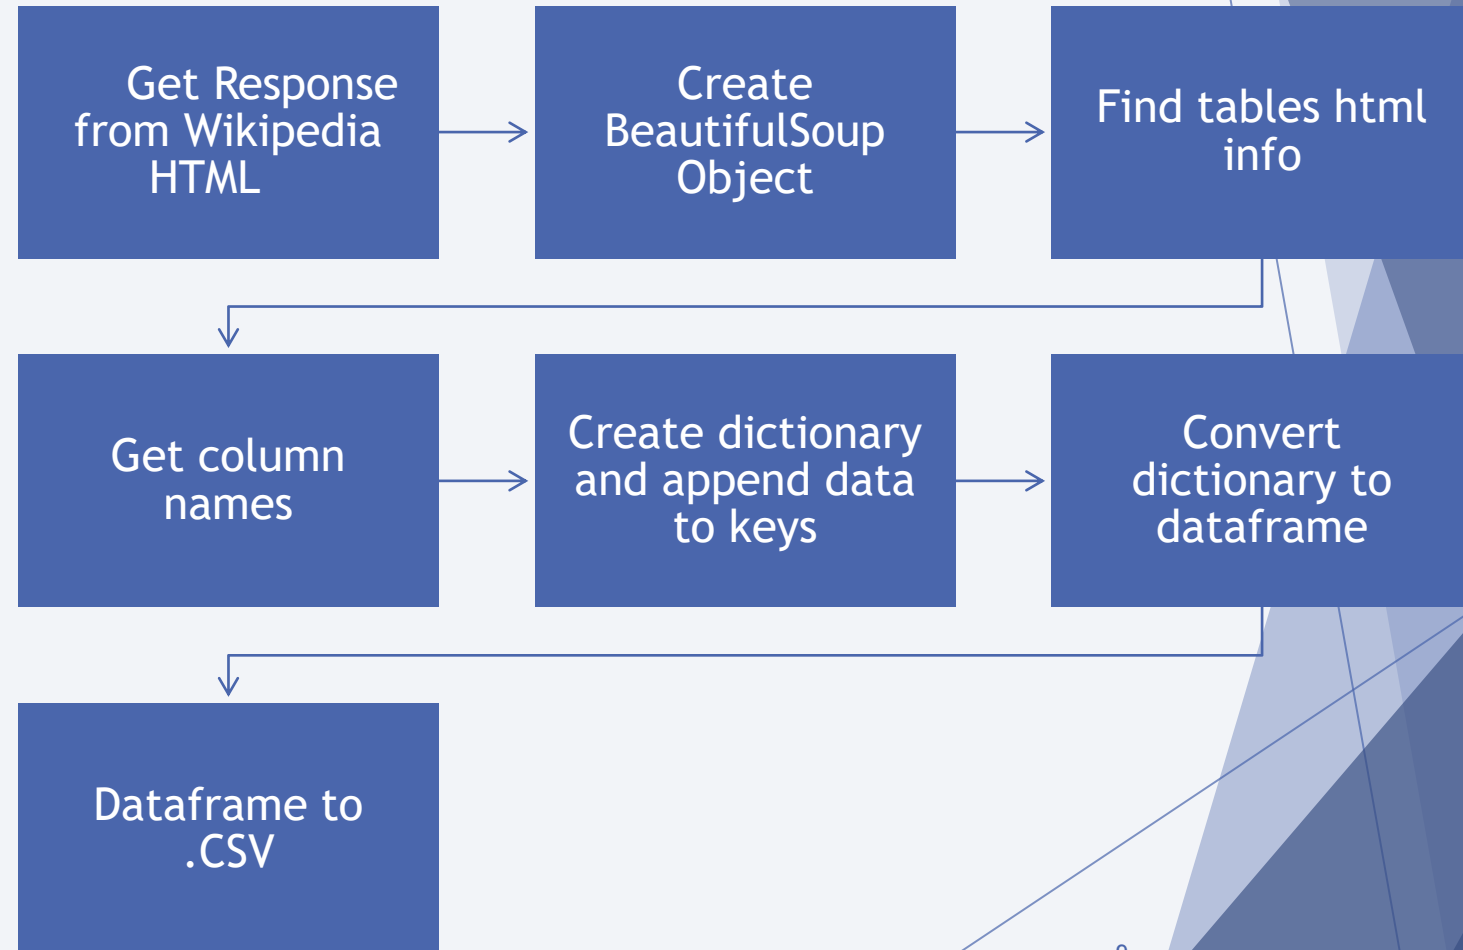 Get Response
from Wikipedia
HTML
Create
BeautifulSoup
Object
Find tables html
info
Get column
names
Create dictionary
and append data
to keys
Convert
dictionary to
dataframe
Dataframe to
.CSV